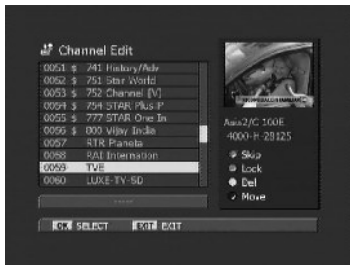 Channel Edit
0051 $ 741 History/Adv
0052 $ 751 Star World
0053 $ 752 Channel [V]
0054 $ 754 STAR Plus P
0055 $ 777 STAR One In
0056 $ 000 Vijay India
0057 RTR Planeta
0058 RAI Internation
0059 TVE
0060 LUXE-TV-SD
-----
OK SELECT EXIT EXIT
Asia2/C 100E
4000-H-28125
Skip
Lock
Del
Move